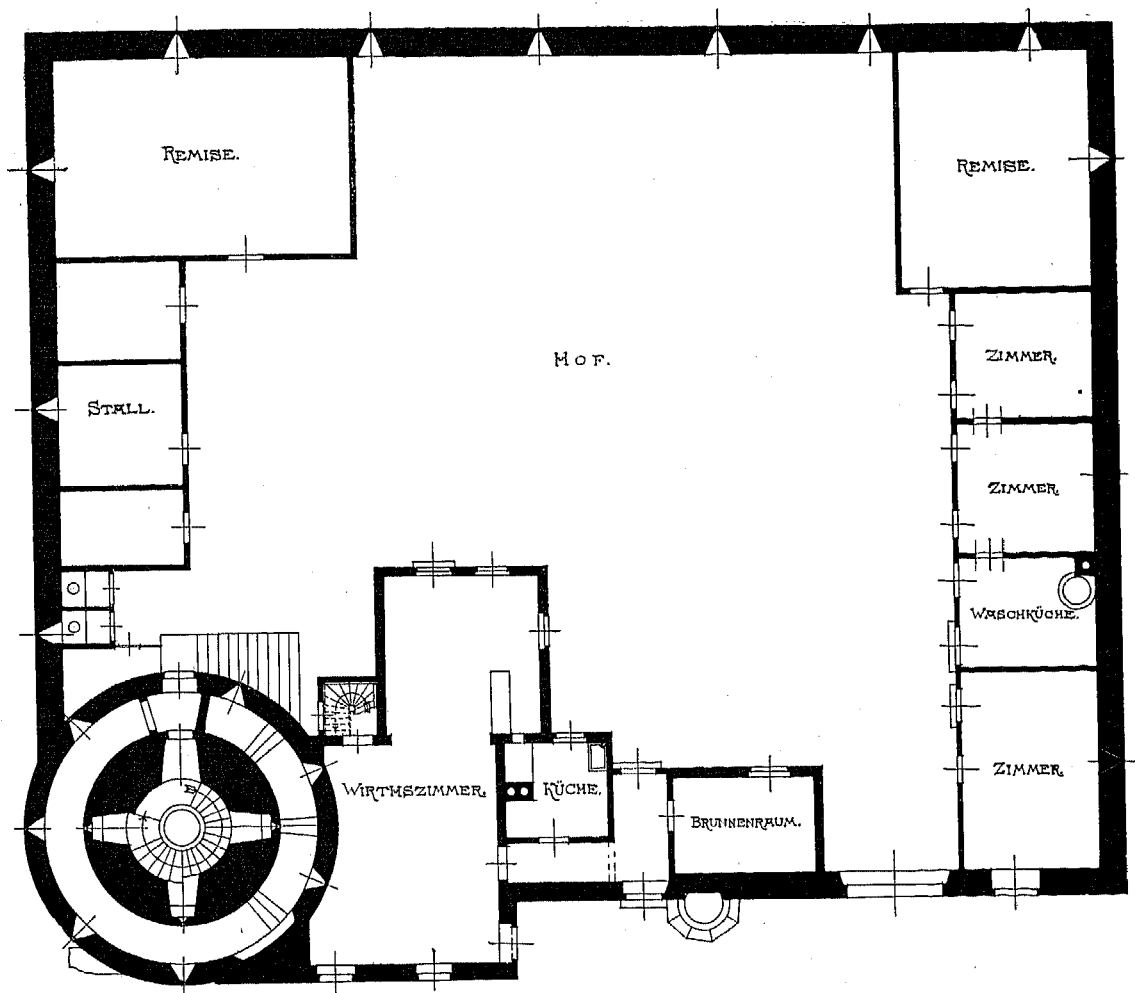 REMISE.
REMISE.
HOF.
ZIMMER.
STALL.
ZIMMER.
WASCHKÜCHE.
WIRTHSZIMMER.
KÜCHE.
ZIMMER.
BRUNNENRAUM.